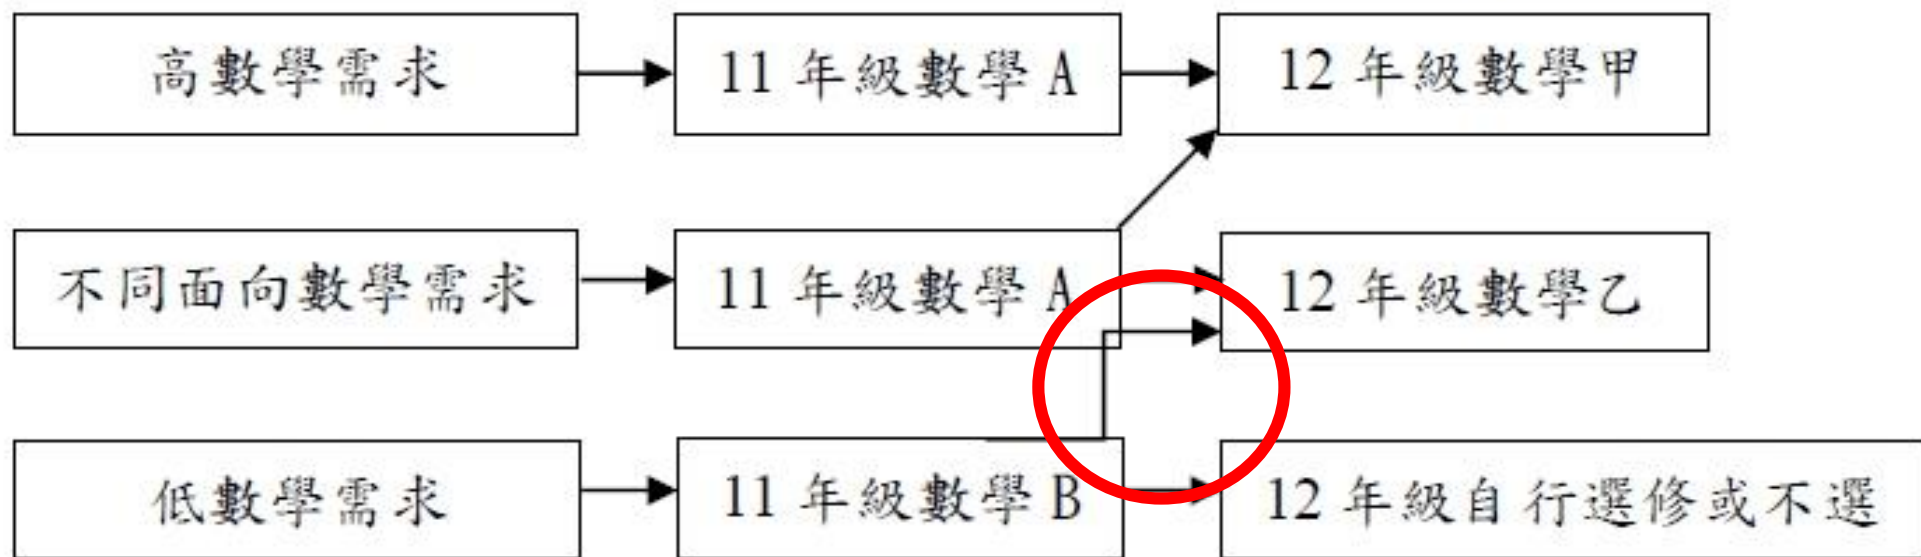 高數學需求
11 年級數學 A
12 年級數學甲
不同面向數學需求
11 年級數學 A
12 年級數學乙
低數學需求
11 年級數學 B
12 年級自行選修或不選